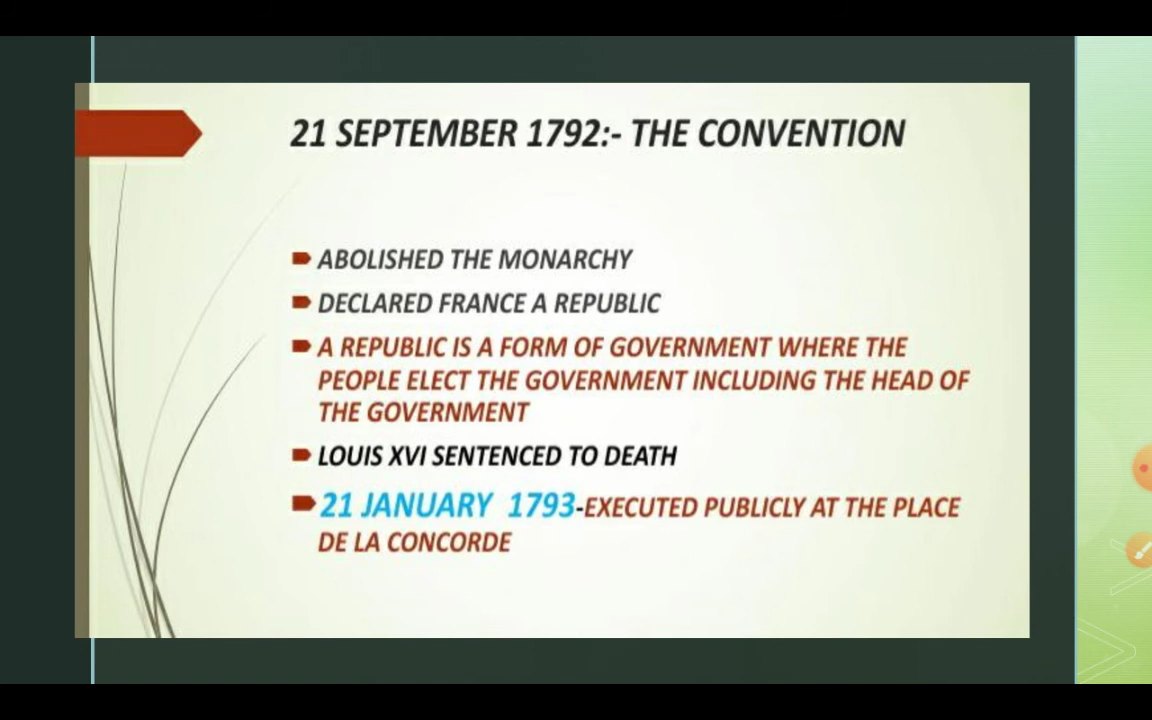 21 SEPTEMBER 1792:- THE CONVENTION
ABOLISHED THE MONARCHY
DECLARED FRANCE A REPUBLIC
A REPUBLIC IS A FORM OF GOVERNMENT WHERE THE
PEOPLE ELECT THE GOVERNMENT INCLUDING THE HEAD OF
THE GOVERNMENT
LOUIS XVI SENTENCED TO DEATH
21 JANUARY 1793-EXECUTED PUBLICLY AT THE PLACE
DE LA CONCORDE